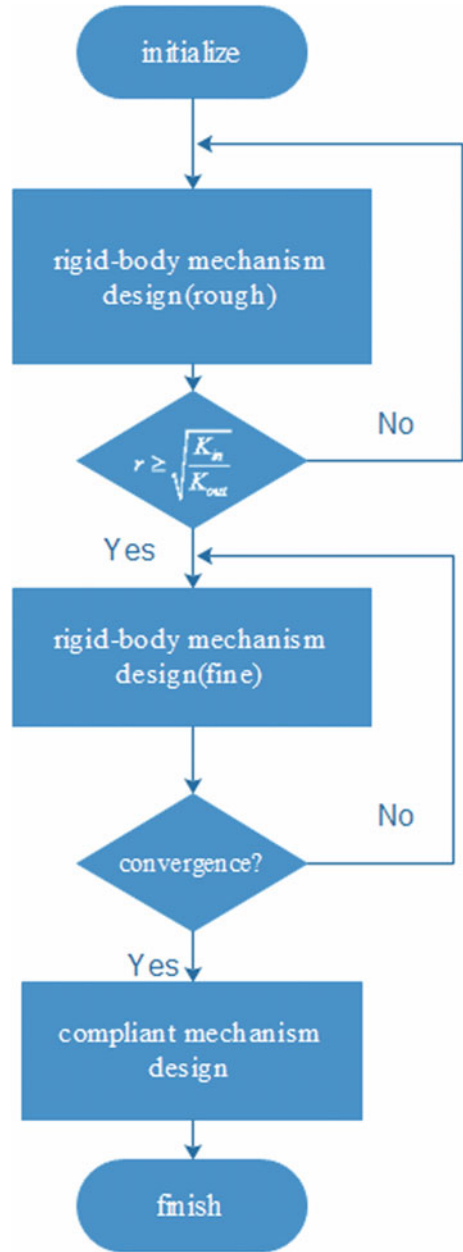 initialize
rigid-body mechanism
design(rough)
No
r ≥ √(K_in / K_out)
Yes
rigid-body mechanism
design(fine)
No
convergence?
Yes
compliant mechanism
design
finish